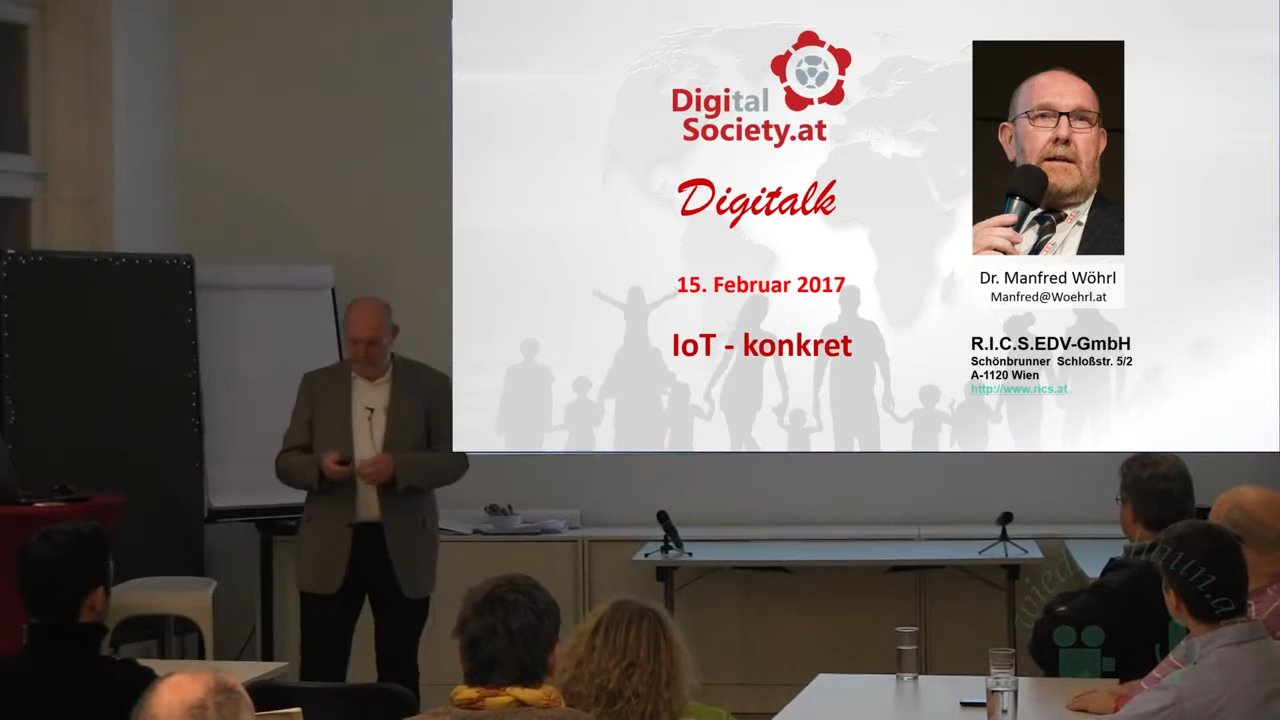 Digital
Society.at
Digitalk
15. Februar 2017
IoT - konkret
Dr. Manfred Wöhrl
Manfred@Woehrl.at
R.I.C.S.EDV-GmbH
Schönbrunner Schloßstr. 5/2
A-1120 Wien
http://www.rics.at